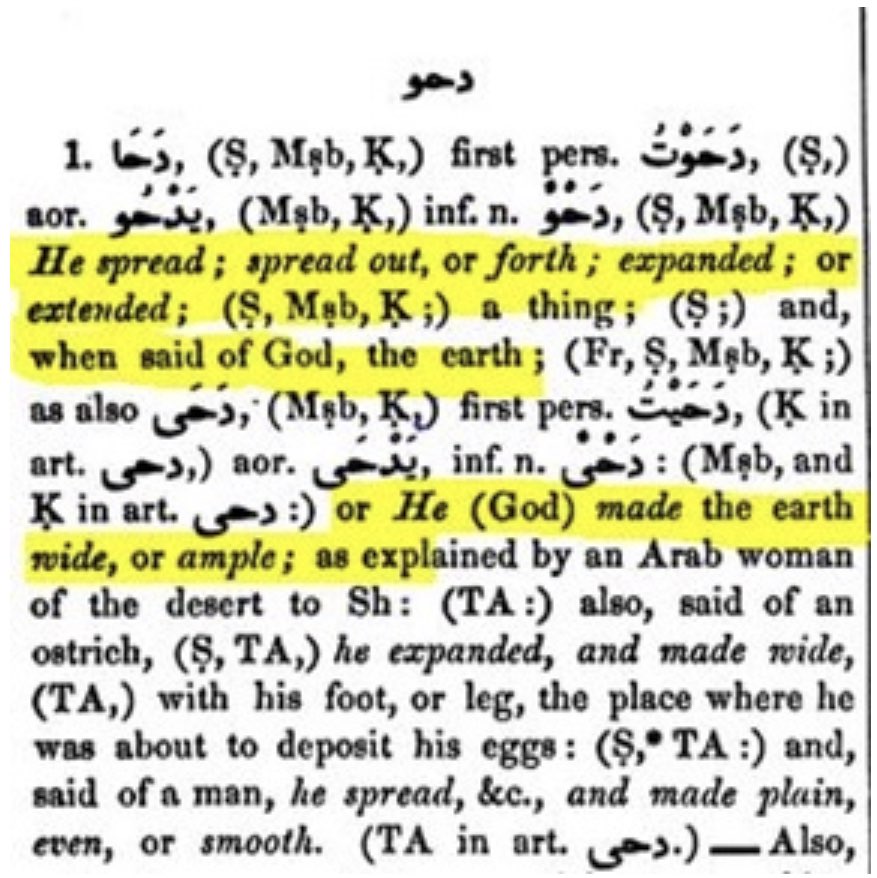 دحو
1. دَحَا, (Ṣ, Mṣb, Ḳ,) first pers. دَحَوْتُ, (Ṣ,)
aor. يَدْحُو, (Mṣb, Ḳ,) inf. n. دَحْوٌ, (Ṣ, Mṣb, Ḳ,)
He spread; spread out, or forth; expanded; or
extended; (Ṣ, Mṣb, Ḳ;) a thing; (Ṣ;) and,
when said of God, the earth; (Fr, Ṣ, Mṣb, Ḳ;)
as also دَحَى, (Mṣb, Ḳ,) first pers. دَحَيْتُ, (Ḳ in
art. دحى,) aor. يَدْحَى, inf. n. دَحْىٌ: (Mṣb, and
Ḳ in art. دحى:) or He (God) made the earth
wide, or ample; as explained by an Arab woman
of the desert to Sh: (TA:) also, said of an
ostrich, (Ṣ, TA,) he expanded, and made wide,
(TA,) with his foot, or leg, the place where he
was about to deposit his eggs: (Ṣ,* TA:) and,
said of a man, he spread, &c., and made plain,
even, or smooth. (TA in art. دحى.) — Also,